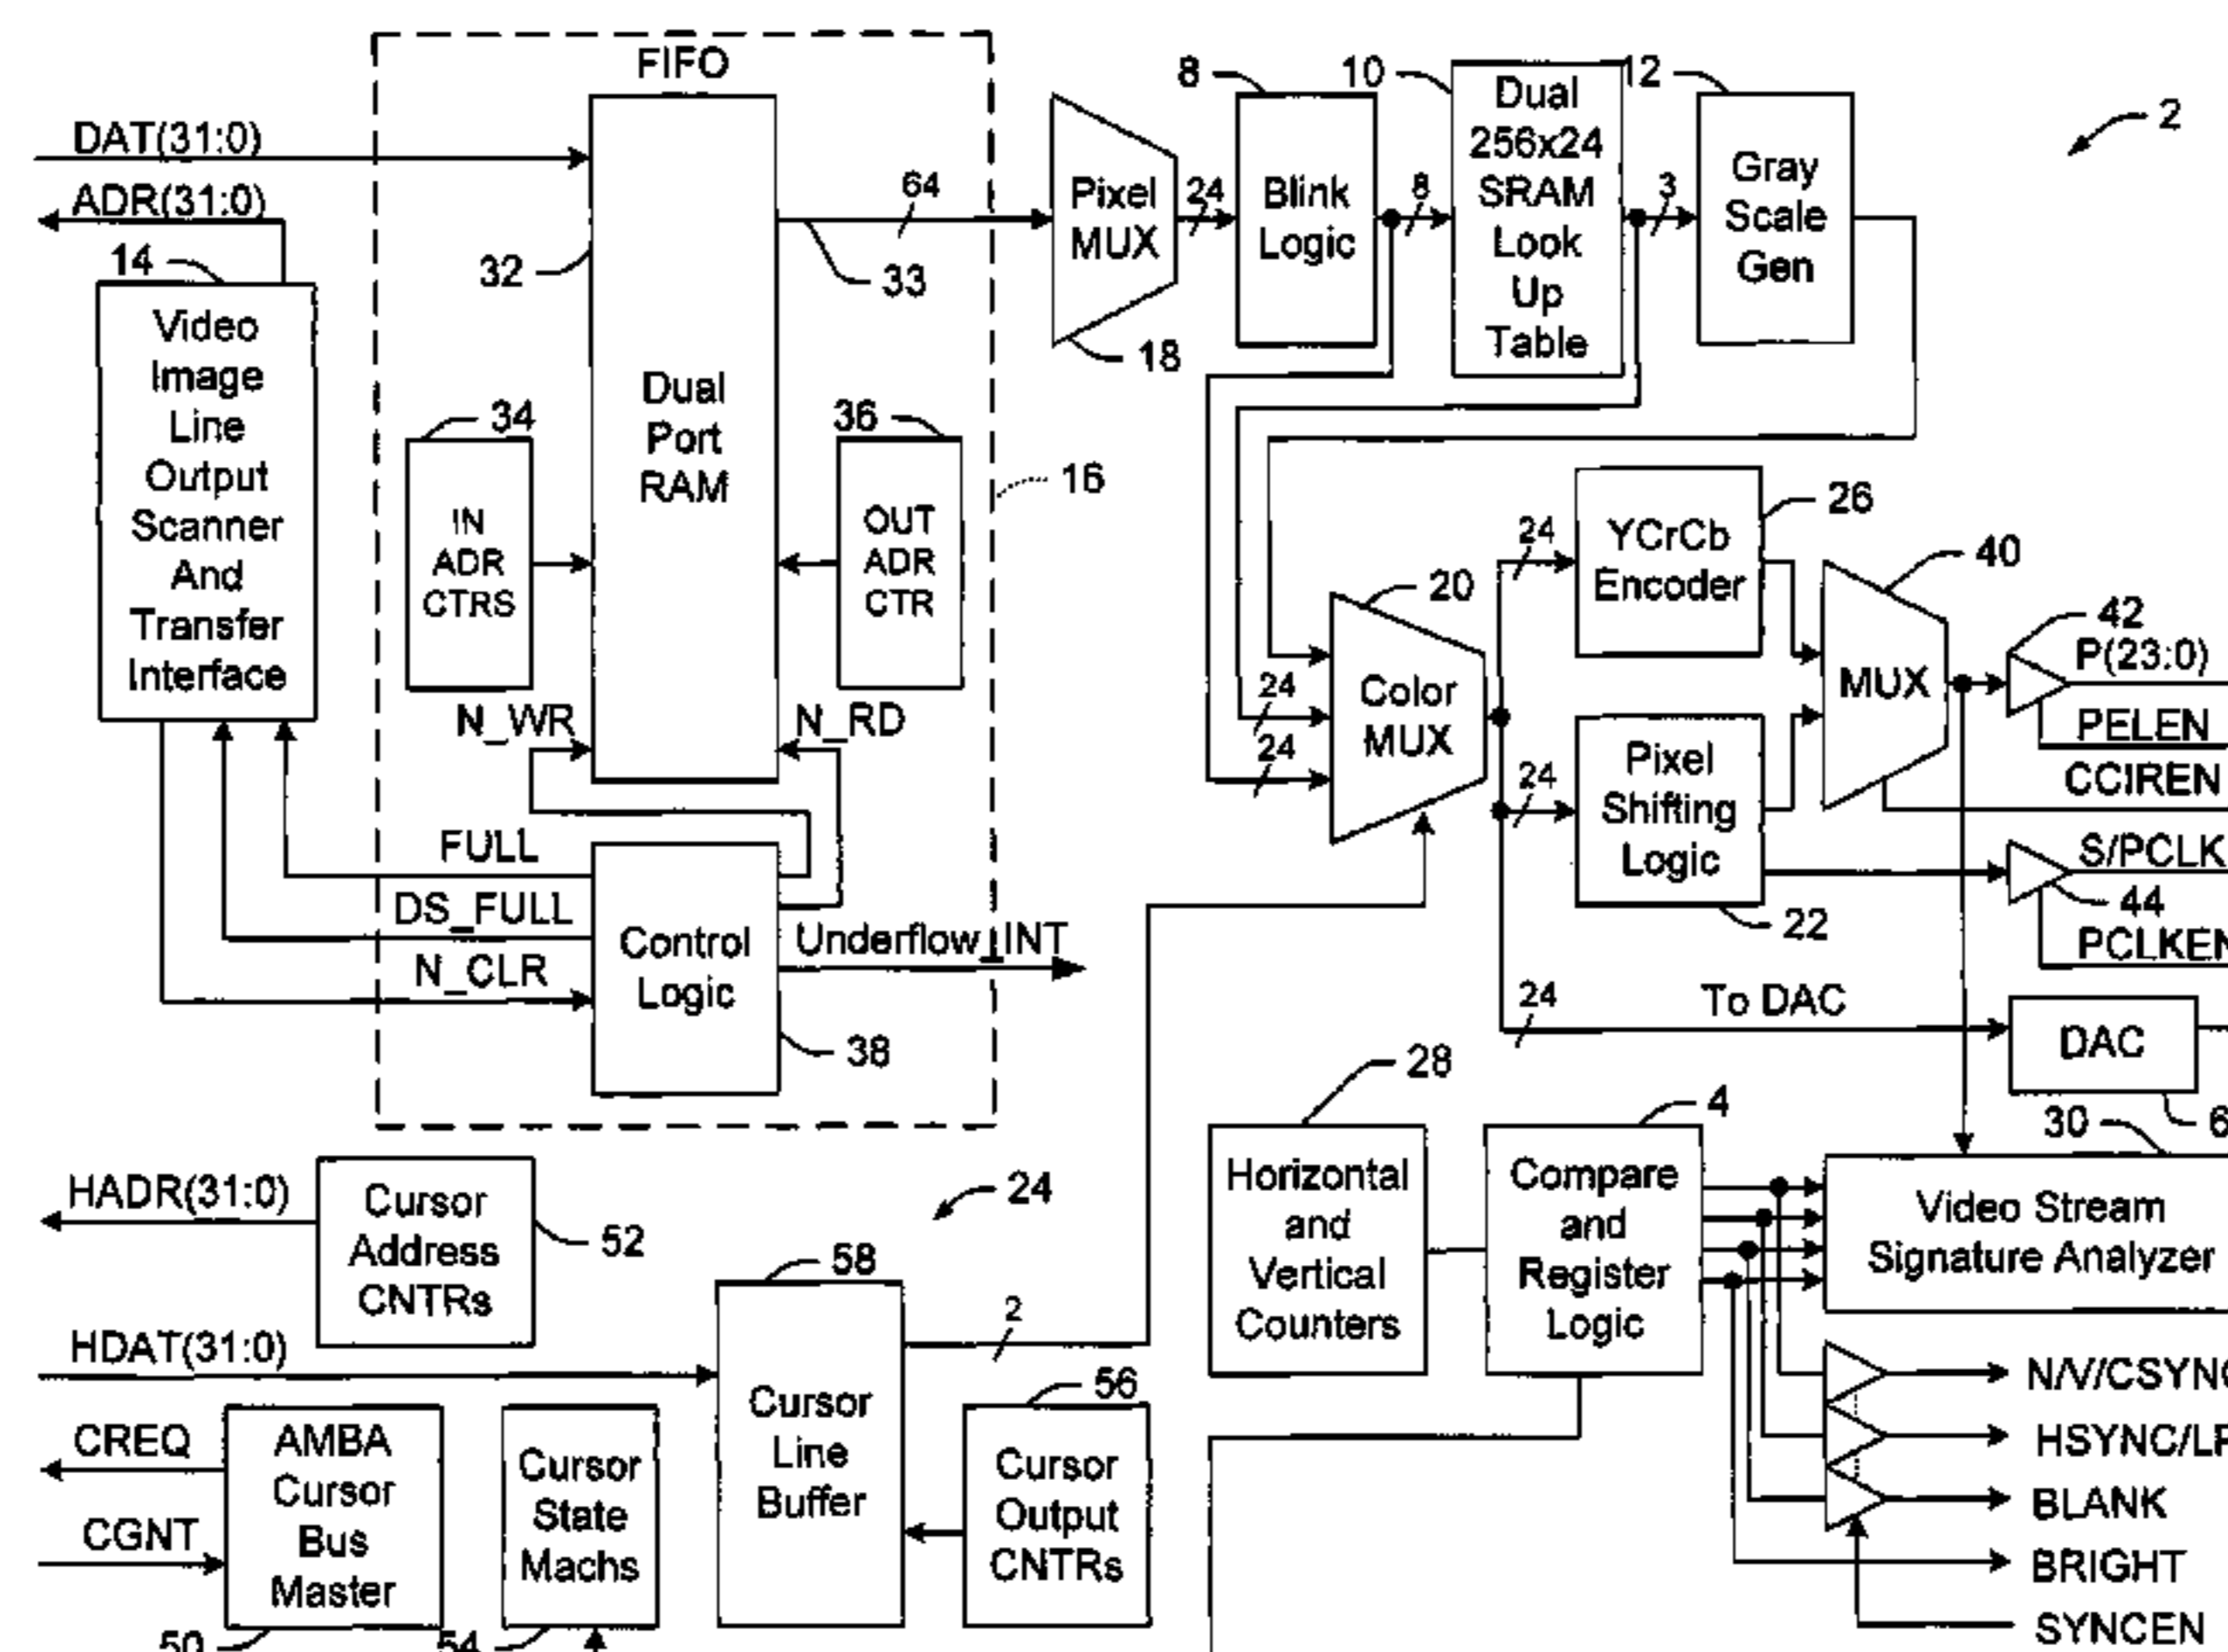 FIFO
DAT(31:0)
ADR(31:0)
14
Video
Image
Line
Output
Scanner
And
Transfer
Interface
32
Dual
Port
RAM
33
64
34
IN
ADR
CTRS
36
OUT
ADR
CTR
16
N_WR
N_RD
FULL
DS_FULL
N_CLR
Control
Logic
38
Underflow_INT
Pixel
MUX
18
24
8
Blink
Logic
8
10
Dual
256x24
SRAM
Look
Up
Table
3
12
Gray
Scale
Gen
2
24
24
20
Color
MUX
24
YCrCb
Encoder
26
24
Pixel
Shifting
Logic
22
40
MUX
42
P(23:0)
PELEN
CCIREN
S/PCLK
44
PCLKEN
24
To DAC
DAC
6
HADR(31:0)
Cursor
Address
CNTRs
52
24
HDAT(31:0)
58
Cursor
Line
Buffer
2
CREQ
CGNT
AMBA
Cursor
Bus
Master
50
Cursor
State
Machs
54
56
Cursor
Output
CNTRs
28
Horizontal
and
Vertical
Counters
4
Compare
and
Register
Logic
30
Video Stream
Signature Analyzer
N/V/CSYNC
HSYNC/LP
BLANK
BRIGHT
SYNCEN